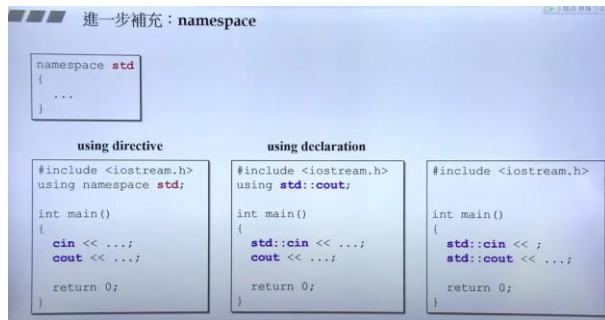 進一步補充：namespace
namespace std
{
...
}
using directive
#include <iostream.h>
using namespace std;
int main()
{
cin << ...;
cout << ...;
return 0;
}
using declaration
#include <iostream.h>
using std::cout;
int main()
{
std::cin << ...;
cout << ...;
return 0;
}
#include <iostream.h>
int main()
{
std::cin << ;
std::cout << ...;
return 0;
}